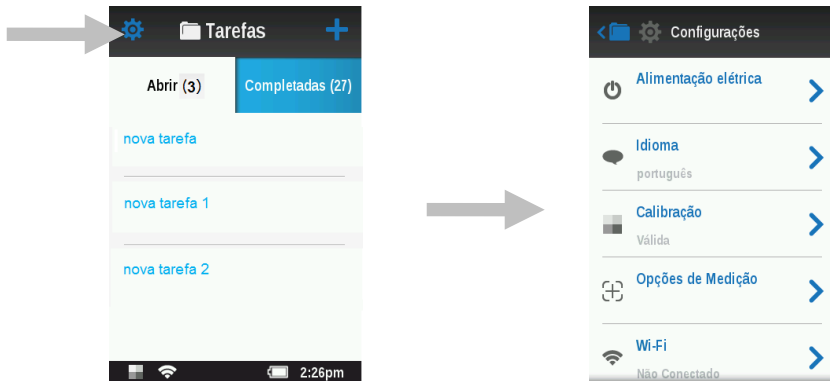 Tarefas
Abrir (3)
Completadas (27)
nova tarefa
nova tarefa 1
nova tarefa 2
2:26pm
Configurações
Alimentação elétrica
Idioma
português
Calibração
Válida
Opções de Medição
Wi-Fi
Não Conectado